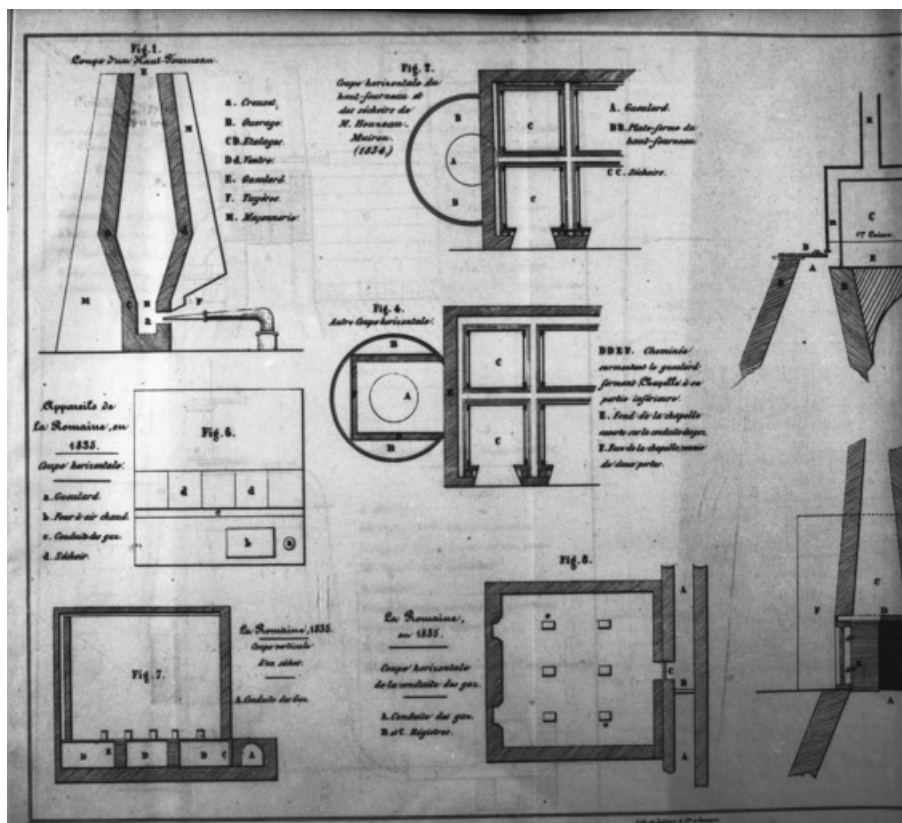 Fig. 1.
Coupe d'un Haut-Fourneau.
E
a. Creuset.
B. Ouvrage.
CD. Etalages.
Dd. Ventre.
E. Gueulard.
F. Tuyères.
M. Maçonnerie
M
M
d
C
B
a
F
Fig. 2.
Coupe horizontale du
haut-fourneau et
des séchoirs de
M. Houzeau-
Muiron.
(1834)
B
A
B
C
C
A. Gueulard.
BB. Plate-forme du
haut-fourneau.
CC. Séchoirs.
Fig. 4.
Autre Coupe horizontale.
B
A
B
C
C
DDEF. Cheminée
surmontant le gueulard
formant Chapelle à sa
partie inférieure.
E. Fond de la chapelle
ouverte sur la conduite du gaz.
F. Face de la chapelle, munie
de deux portes.
C
B
A
Appareils de
La Romaine, en
1835.
Coupe horizontale.
a. Gueulard.
b. Four à air chaud.
c. Conduite des gaz.
d. Séchoir.
Fig. 6.
d
d
c
b
a
Fig. 7.
La Romaine, 1835.
Coupe verticale
d'un séchoir.
A. Conduite des Gaz.
D
E
D
D
C
A
Fig. 8.
La Romaine,
en 1835.
Coupe horizontale
de la conduite des gaz.
A. Conduite des gaz.
B et C. Régistres.
A
C
B
A
F
C
D
A